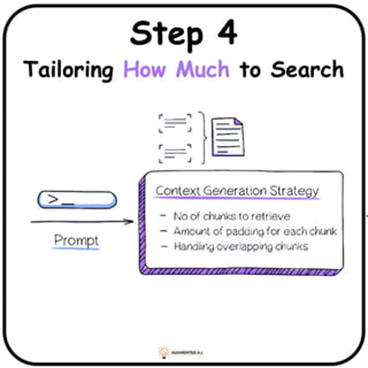 Step 4
Tailoring How Much to Search
>_
Prompt
Context Generation Strategy
- No of chunks to retrieve
- Amount of padding for each chunk
- Handling overlapping chunks
AUGMENTED A.I.